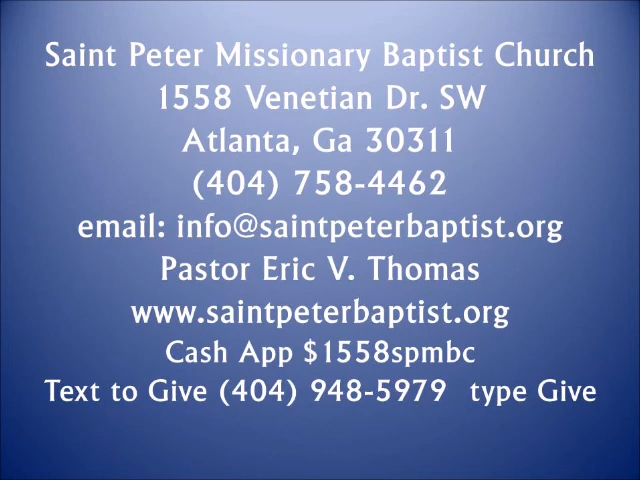 Saint Peter Missionary Baptist Church
1558 Venetian Dr. SW
Atlanta, Ga 30311
(404) 758-4462
email: info@saintpeterbaptist.org
Pastor Eric V. Thomas
www.saintpeterbaptist.org
Cash App $1558spmbc
Text to Give (404) 948-5979 type Give